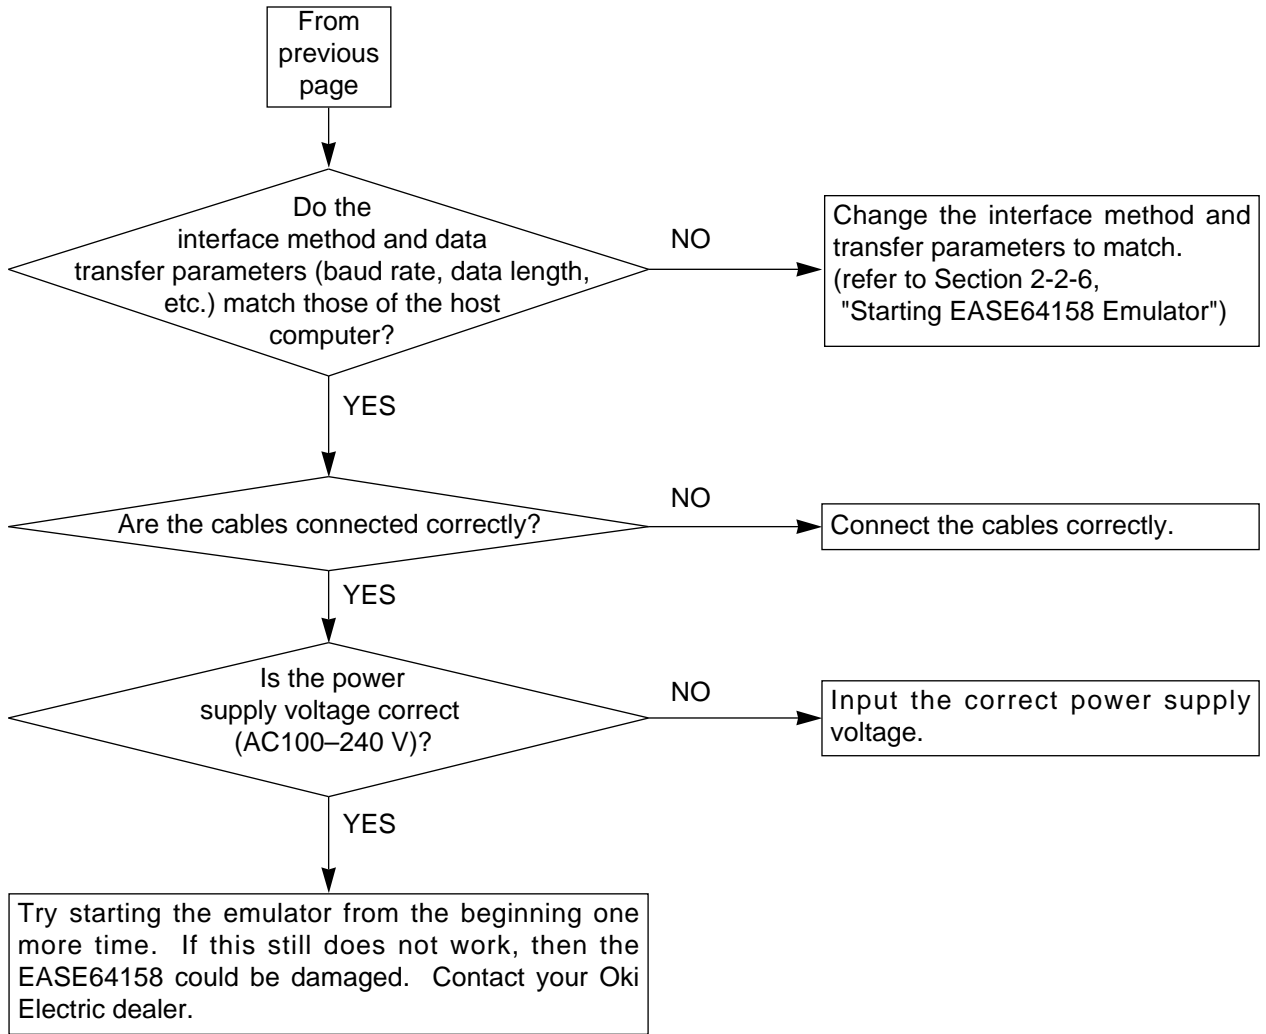 From
previous
page
Do the
interface method and data
transfer parameters (baud rate, data length,
etc.) match those of the host
computer?
NO
Change the interface method and
transfer parameters to match.
(refer to Section 2-2-6,
"Starting EASE64158 Emulator")
YES
Are the cables connected correctly?
NO
Connect the cables correctly.
YES
Is the power
supply voltage correct
(AC100–240 V)?
NO
Input the correct power supply
voltage.
YES
Try starting the emulator from the beginning one
more time. If this still does not work, then the
EASE64158 could be damaged. Contact your Oki
Electric dealer.